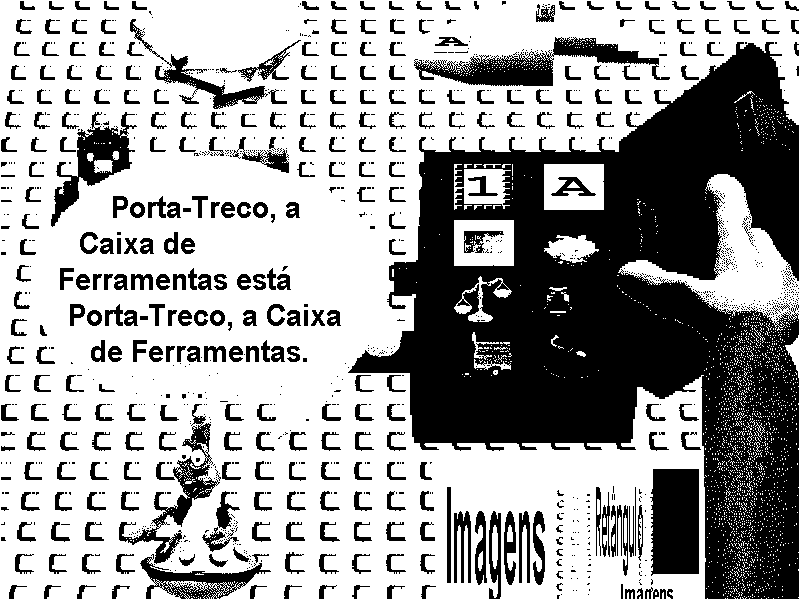 A
1 A
Porta-Treco, a
Caixa de
Ferramentas está
Porta-Treco, a Caixa
de Ferramentas.
...
Imagens
Retângulo
Imagens